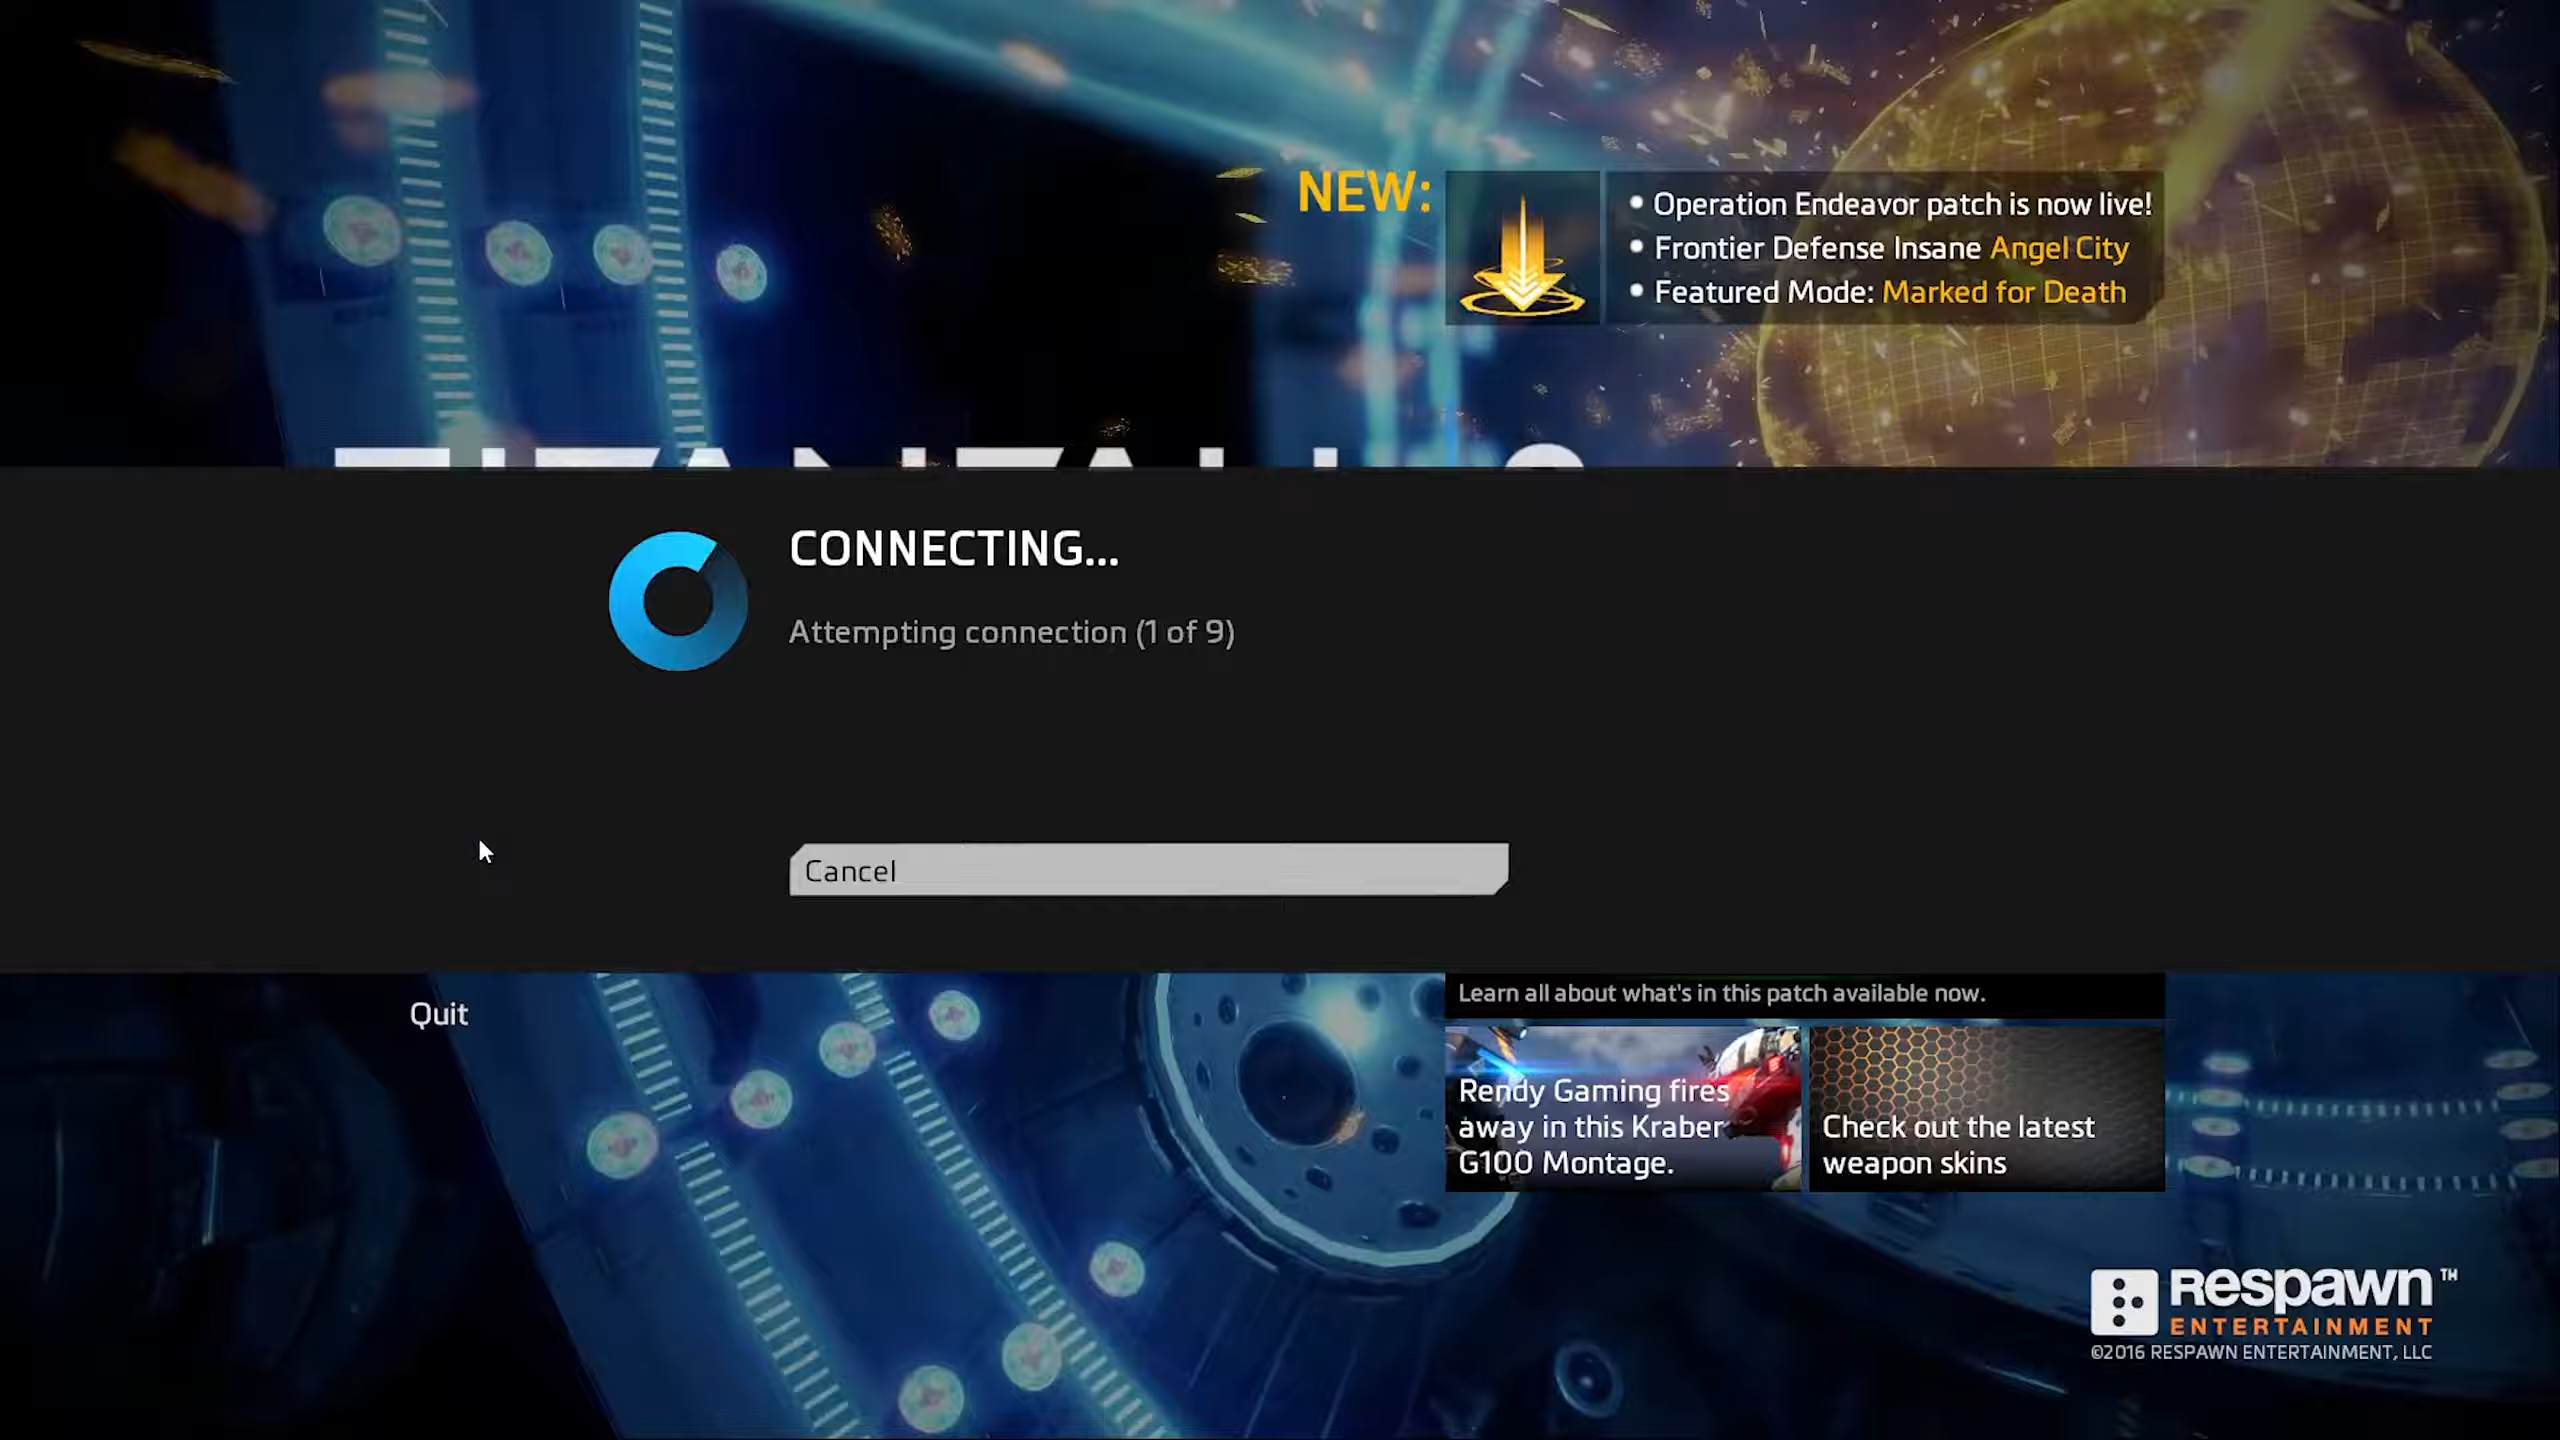 NEW:
• Operation Endeavor patch is now live!
• Frontier Defense Insane Angel City
• Featured Mode: Marked for Death
CONNECTING...
Attempting connection (1 of 9)
Cancel
Quit
Learn all about what's in this patch available now.
Rendy Gaming fires
away in this Kraber
G100 Montage.
Check out the latest
weapon skins
Respawn™
ENTERTAINMENT
©2016 RESPAWN ENTERTAINMENT, LLC